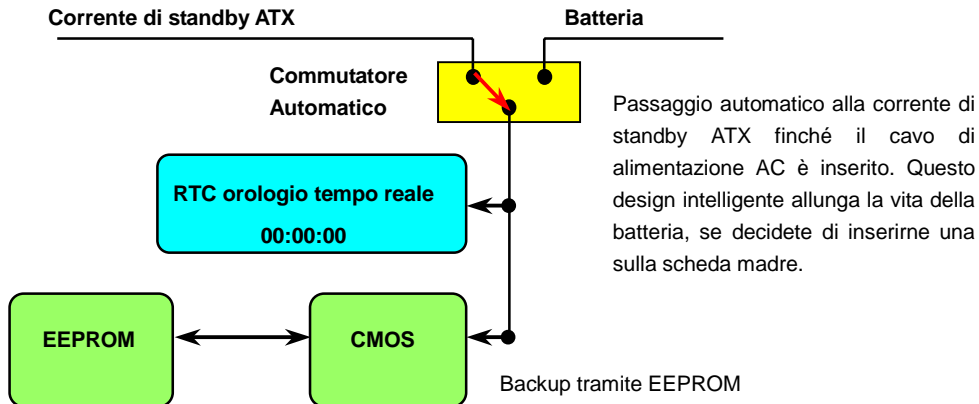 Corrente di standby ATX
Batteria
Commutatore
Automatico
Passaggio automatico alla corrente di
standby ATX finché il cavo di
alimentazione AC è inserito. Questo
design intelligente allunga la vita della
batteria, se decidete di inserirne una
sulla scheda madre.
RTC orologio tempo reale
00:00:00
EEPROM
CMOS
Backup tramite EEPROM